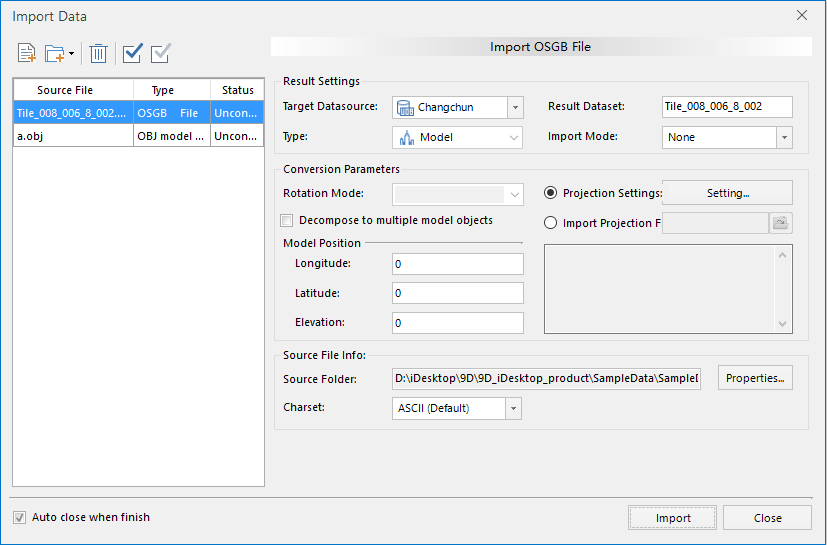 Import Data
Import OSGB File
Source File Type Status
Tile_008_006_8_002.... OSGB File Uncon...
a.obj OBJ model ... Uncon...
Result Settings
Target Datasource: Changchun Result Dataset: Tile_008_006_8_002
Type: Model Import Mode: None
Conversion Parameters
Rotation Mode: Projection Settings: Setting...
Decompose to multiple model objects Import Projection F
Model Position
Longitude: 0
Latitude: 0
Elevation: 0
Source File Info:
Source Folder: D:\iDesktop\9D\9D_iDesktop_product\SampleData\Sample Properties...
Charset: ASCII (Default)
Auto close when finish Import Close